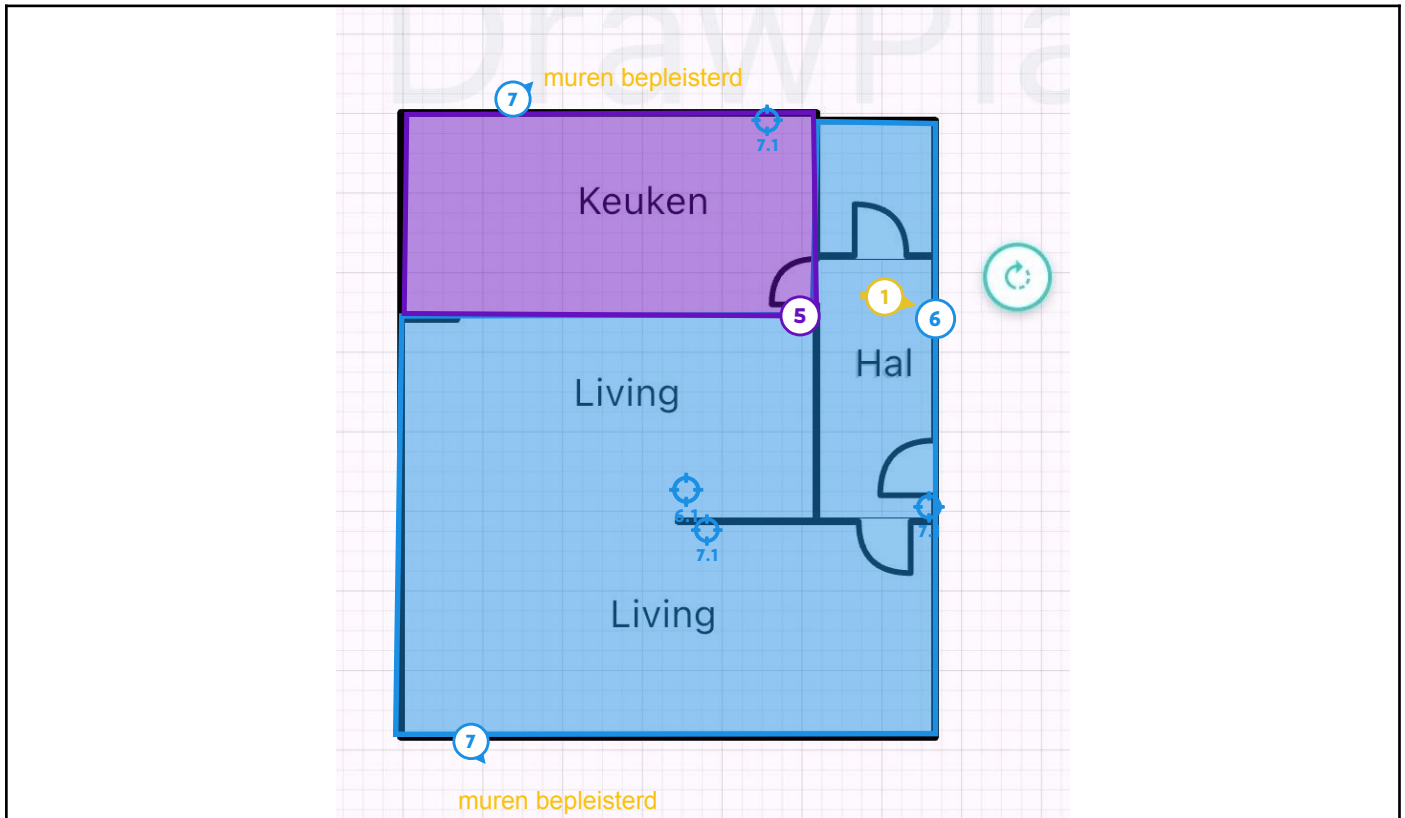 DrawPla
muren bepleisterd
7
7.1
Keuken
1
5
6
Hal
Living
6.1
7.1
Living
7
muren bepleisterd